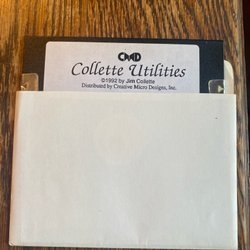 CMD
Collette Utilities
©1992 by Jim Collette
Distributed by Creative Micro Designs, Inc.